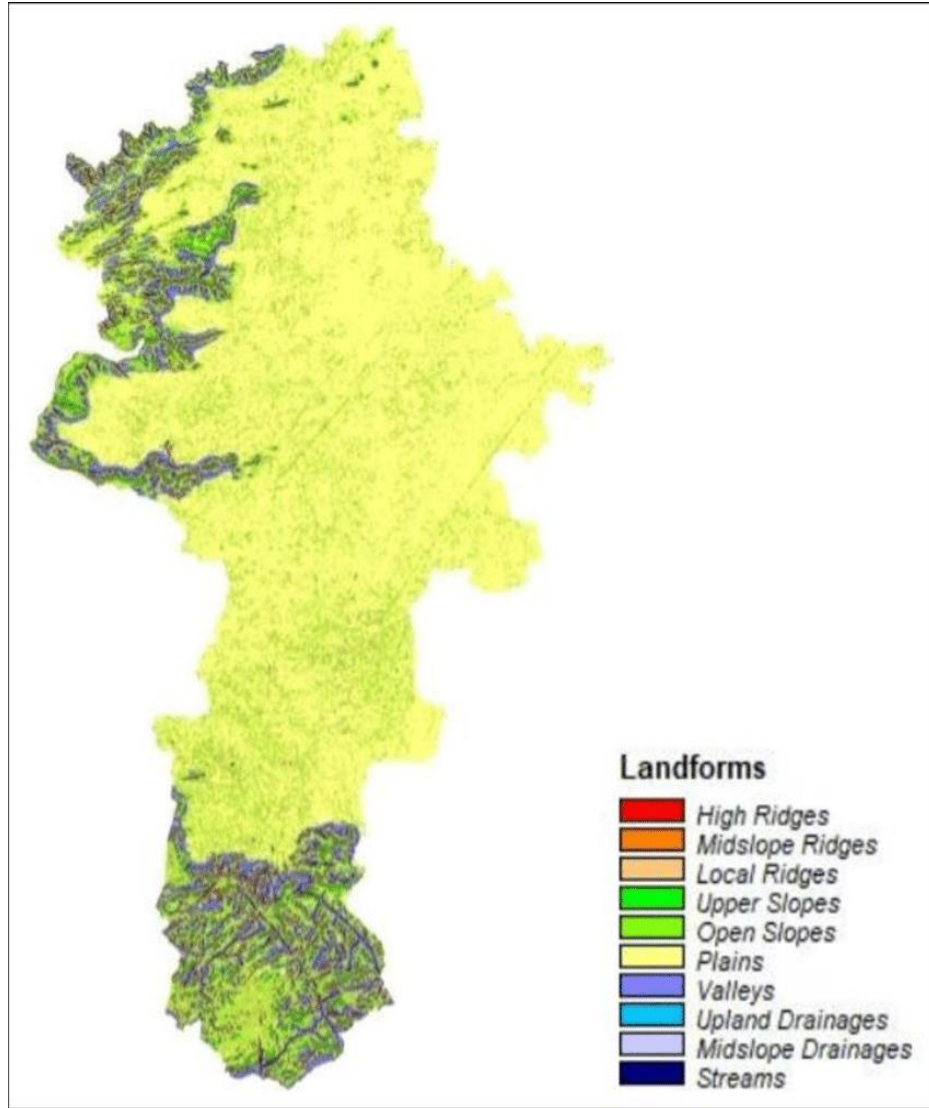 Landforms
High Ridges
Midslope Ridges
Local Ridges
Upper Slopes
Open Slopes
Plains
Valleys
Upland Drainages
Midslope Drainages
Streams